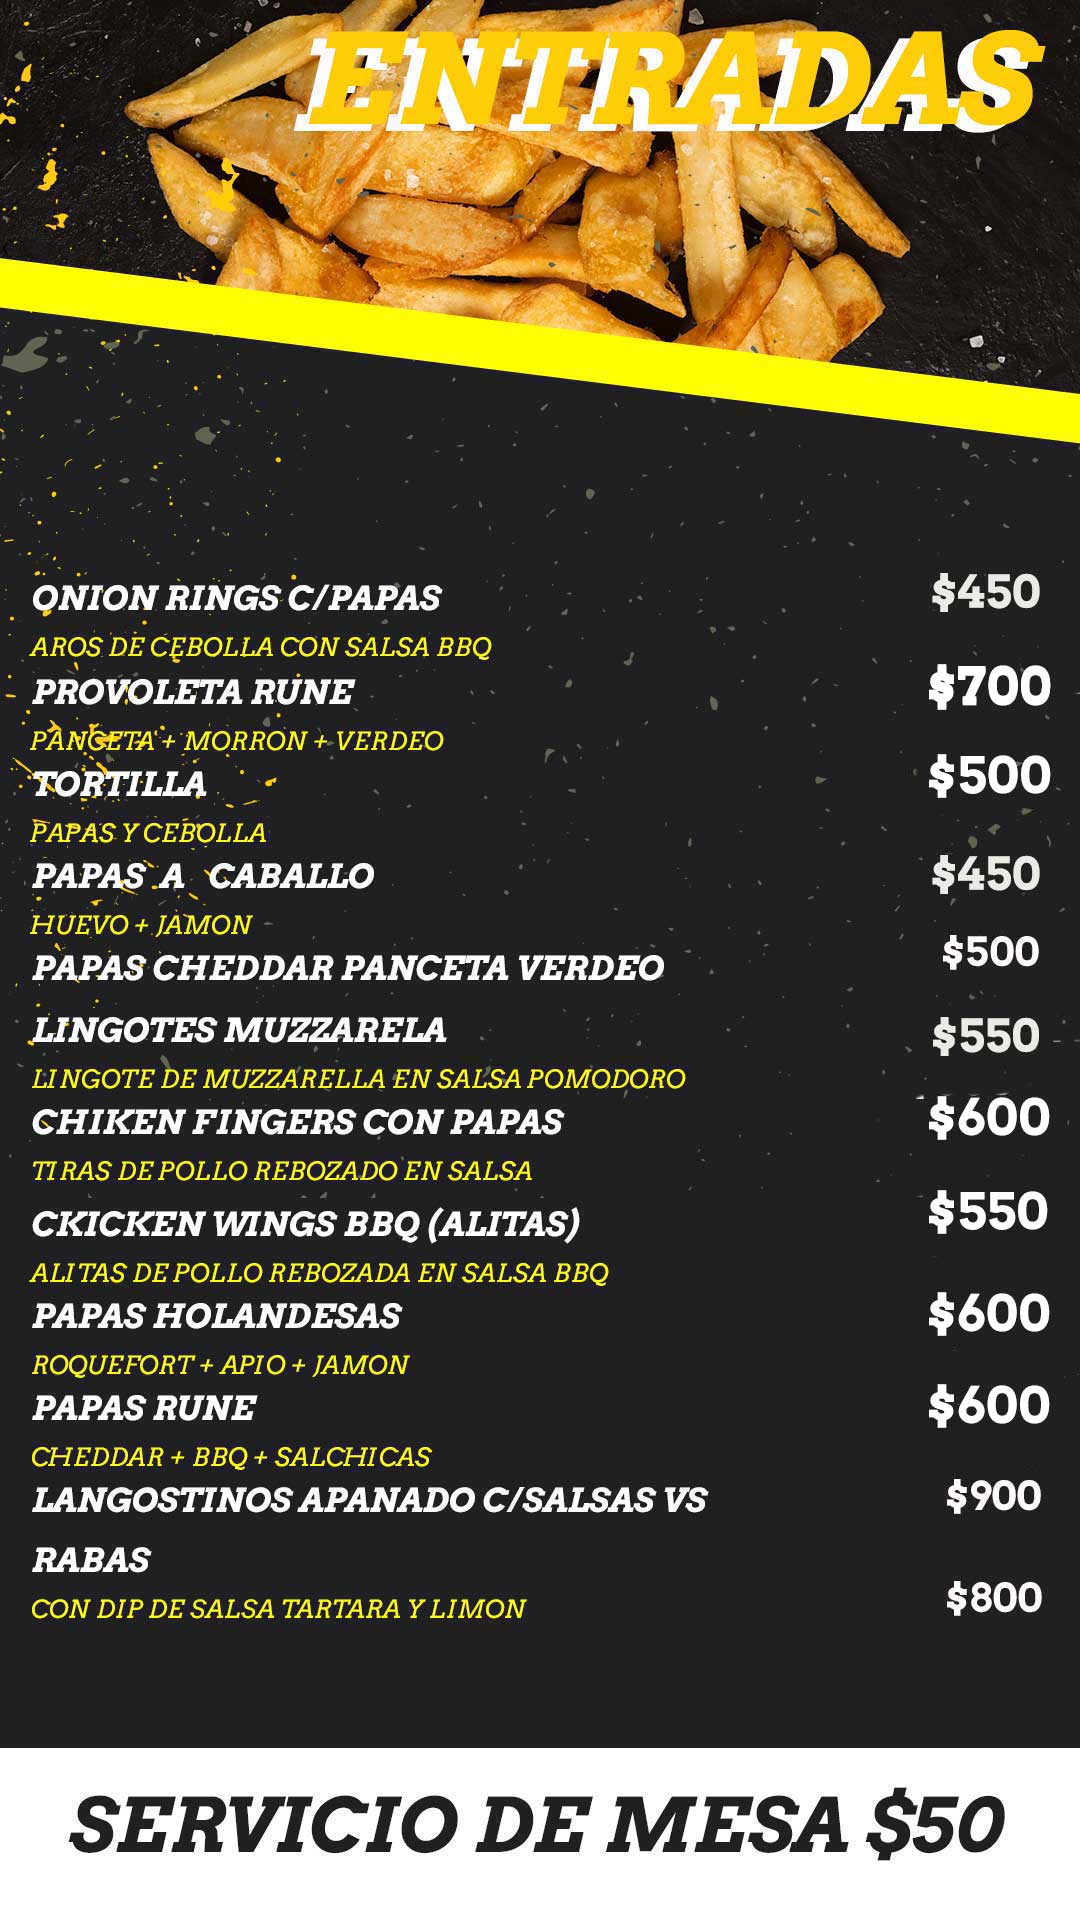 ENTRADAS
ONION RINGS C/PAPAS $450
AROS DE CEBOLLA CON SALSA BBQ
PROVOLETA RUNE $700
PANCETA + MORRON + VERDEO
TORTILLA $500
PAPAS Y CEBOLLA
PAPAS A CABALLO $450
HUEVO + JAMON
PAPAS CHEDDAR PANCETA VERDEO $500
LINGOTES MUZZARELA $550
LINGOTE DE MUZZARELLA EN SALSA POMODORO
CHIKEN FINGERS CON PAPAS $600
TIRAS DE POLLO REBOZADO EN SALSA
CKICKEN WINGS BBQ (ALITAS) $550
ALITAS DE POLLO REBOZADA EN SALSA BBQ
PAPAS HOLANDESAS $600
ROQUEFORT + APIO + JAMON
PAPAS RUNE $600
CHEDDAR + BBQ + SALCHICAS
LANGOSTINOS APANADO C/SALSAS VS $900
RABAS
CON DIP DE SALSA TARTARA Y LIMON $800
SERVICIO DE MESA $50